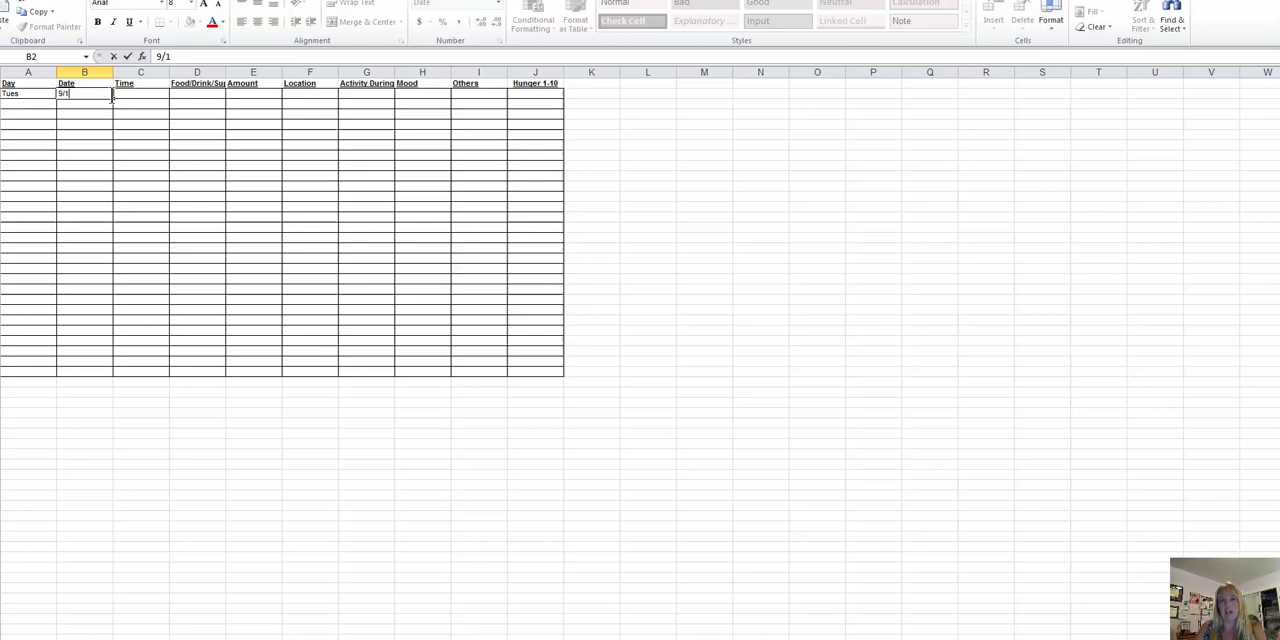 Arial
8
Wrap Text
Date
Normal
Bad
Good
Neutral
Calculation
Copy
B
I
U
A
Merge & Center
$
%
,
Conditional
Formatting
Format
as Table
Check Cell
Explanatory ...
Input
Linked Cell
Note
Insert
Delete
Format
Fill
Clear
Sort &
Filter
Find &
Select
Format Painter
Clipboard
Font
Alignment
Number
Styles
Cells
Editing
B2
fx
9/1
A B C D E F G H I J K L M N O P Q R S T U V W
Day Date Time Food/Drink/Su Amount Location Activity During Mood Others Hunger 1-10
Tues 9/1